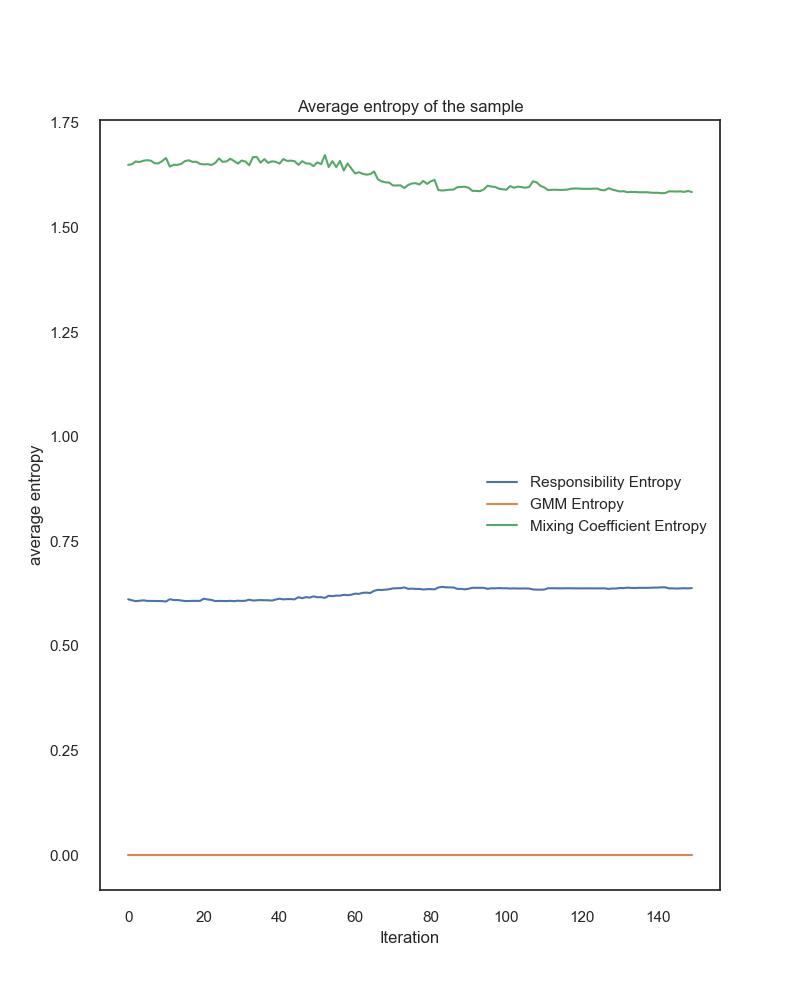 Average entropy of the sample
1.75
1.50
1.25
1.00
0.75
0.50
0.25
0.00
average entropy
Responsibility Entropy
GMM Entropy
Mixing Coefficient Entropy
0 20 40 60 80 100 120 140
Iteration